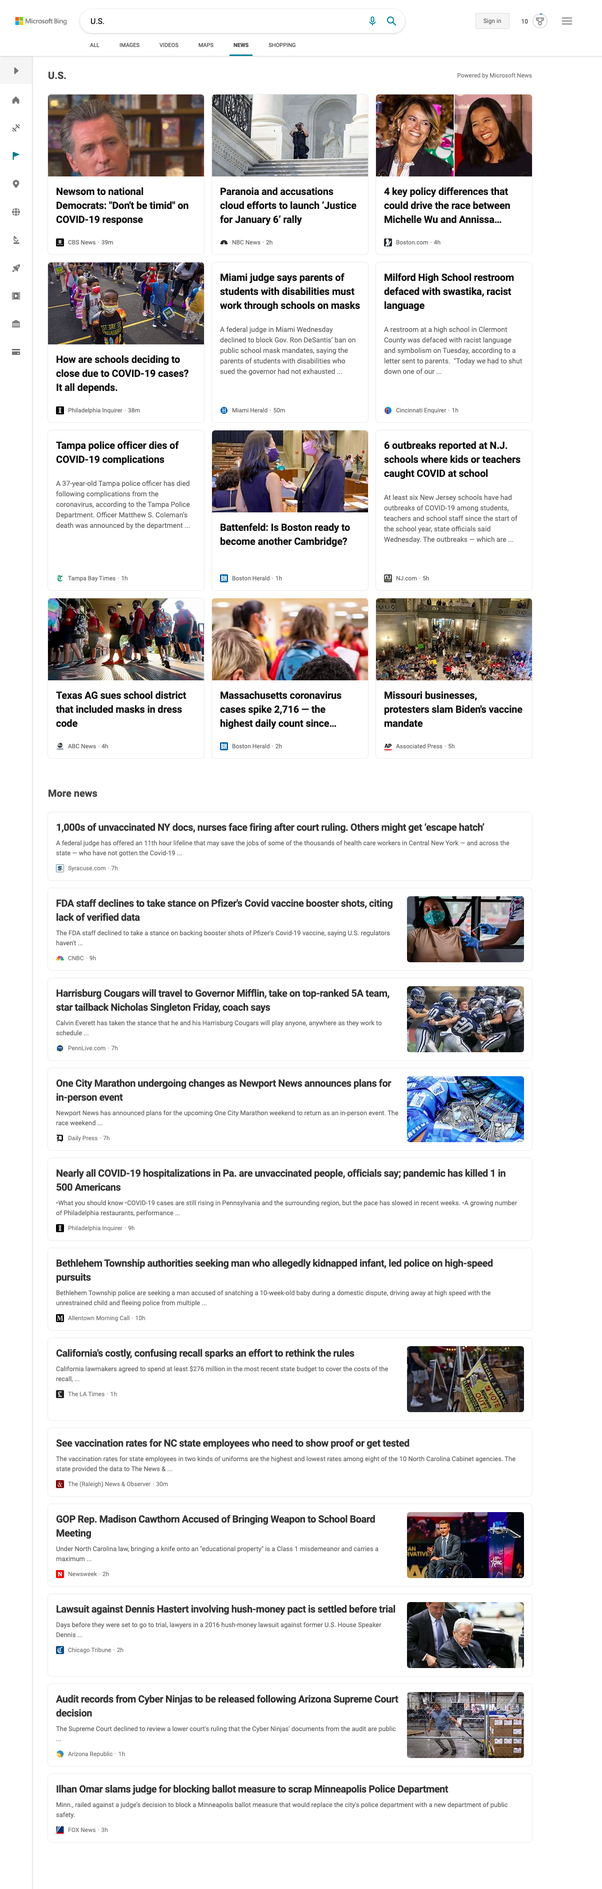 Microsoft Bing
U.S.
Sign in
10
ALL IMAGES VIDEOS MAPS NEWS SHOPPING
U.S.
Powered by Microsoft News
Newsom to national
Democrats: "Don't be timid" on
COVID-19 response
CBS News · 39m
Paranoia and accusations
cloud efforts to launch 'Justice
for January 6' rally
NBC News · 2h
4 key policy differences that
could drive the race between
Michelle Wu and Annissa...
Boston.com · 4h
How are schools deciding to
close due to COVID-19 cases?
It all depends.
Philadelphia Inquirer · 38m
Miami judge says parents of
students with disabilities must
work through schools on masks
A federal judge in Miami Wednesday
declined to block Gov. Ron DeSantis' ban on
public school mask mandates, saying the
parents of students with disabilities who
sued the governor had not exhausted ...
Miami Herald · 50m
Milford High School restroom
defaced with swastika, racist
language
A restroom at a high school in Clermont
County was defaced with racist language
and symbolism on Tuesday, according to a
letter sent to parents. "Today we had to shut
down one of our ...
Cincinnati Enquirer · 1h
Tampa police officer dies of
COVID-19 complications
A 37-year-old Tampa police officer has died
following complications from the
coronavirus, according to the Tampa Police
Department. Officer Matthew S. Coleman's
death was announced by the department ...
Tampa Bay Times · 1h
Battenfeld: Is Boston ready to
become another Cambridge?
Boston Herald · 1h
6 outbreaks reported at N.J.
schools where kids or teachers
caught COVID at school
At least six New Jersey schools have had
outbreaks of COVID-19 among students,
teachers and school staff since the start of
the school year, state officials said
Wednesday. The outbreaks — which are ...
NJ.com · 5h
Texas AG sues school district
that included masks in dress
code
ABC News · 4h
Massachusetts coronavirus
cases spike 2,716 — the
highest daily count since...
Boston Herald · 2h
Missouri businesses,
protesters slam Biden's vaccine
mandate
AP
Associated Press · 5h
More news
1,000s of unvaccinated NY docs, nurses face firing after court ruling. Others might get 'escape hatch'
A federal judge has offered an 11th hour lifeline that may save the jobs of some of the thousands of health care workers in Central New York — and across the
state — who have not gotten the Covid-19 ...
Syracuse.com · 7h
FDA staff declines to take stance on Pfizer's Covid vaccine booster shots, citing
lack of verified data
The FDA staff declined to take a stance on backing booster shots of Pfizer's Covid-19 vaccine, saying U.S. regulators
haven't ...
CNBC · 9h
Harrisburg Cougars will travel to Governor Mifflin, take on top-ranked 5A team,
star tailback Nicholas Singleton Friday, coach says
Calvin Everett has taken the stance that he and his Harrisburg Cougars will play anyone, anywhere as they work to
schedule ...
PennLive.com · 7h
One City Marathon undergoing changes as Newport News announces plans for
in-person event
Newport News has announced plans for the upcoming One City Marathon weekend to return as an in-person event. The
race weekend ...
Daily Press · 7h
Nearly all COVID-19 hospitalizations in Pa. are unvaccinated people, officials say; pandemic has killed 1 in
500 Americans
•What you should know •COVID-19 cases are still rising in Pennsylvania and the surrounding region, but the pace has slowed in recent weeks. •A growing number
of Philadelphia restaurants, performance ...
Philadelphia Inquirer · 9h
Bethlehem Township authorities seeking man who allegedly kidnapped infant, led police on high-speed
pursuits
Bethlehem Township police are seeking a man accused of snatching a 10-week-old baby during a domestic dispute, driving away at high speed with the
unrestrained child and fleeing police from multiple ...
Allentown Morning Call · 10h
California's costly, confusing recall sparks an effort to rethink the rules
California lawmakers agreed to spend at least $276 million in the most recent state budget to cover the costs of the
recall, ...
The LA Times · 1h
See vaccination rates for NC state employees who need to show proof or get tested
The vaccination rates for state employees in two kinds of uniforms are the highest and lowest rates among eight of the 10 North Carolina Cabinet agencies. The
state provided the data to The News & ...
The (Raleigh) News & Observer · 30m
GOP Rep. Madison Cawthorn Accused of Bringing Weapon to School Board
Meeting
Under North Carolina law, bringing a knife onto an "educational property" is a Class 1 misdemeanor and carries a
maximum ...
Newsweek · 2h
Lawsuit against Dennis Hastert involving hush-money pact is settled before trial
Days before they were set to go to trial, lawyers in a 2016 hush-money lawsuit against former U.S. House Speaker
Dennis ...
Chicago Tribune · 2h
Audit records from Cyber Ninjas to be released following Arizona Supreme Court
decision
The Supreme Court declined to review a lower court's ruling that the Cyber Ninjas' documents from the audit are public
...
Arizona Republic · 1h
Ilhan Omar slams judge for blocking ballot measure to scrap Minneapolis Police Department
Minn., railed against a judge's decision to block a Minneapolis ballot measure that would replace the city's police department with a new department of public
safety.
FOX News · 3h